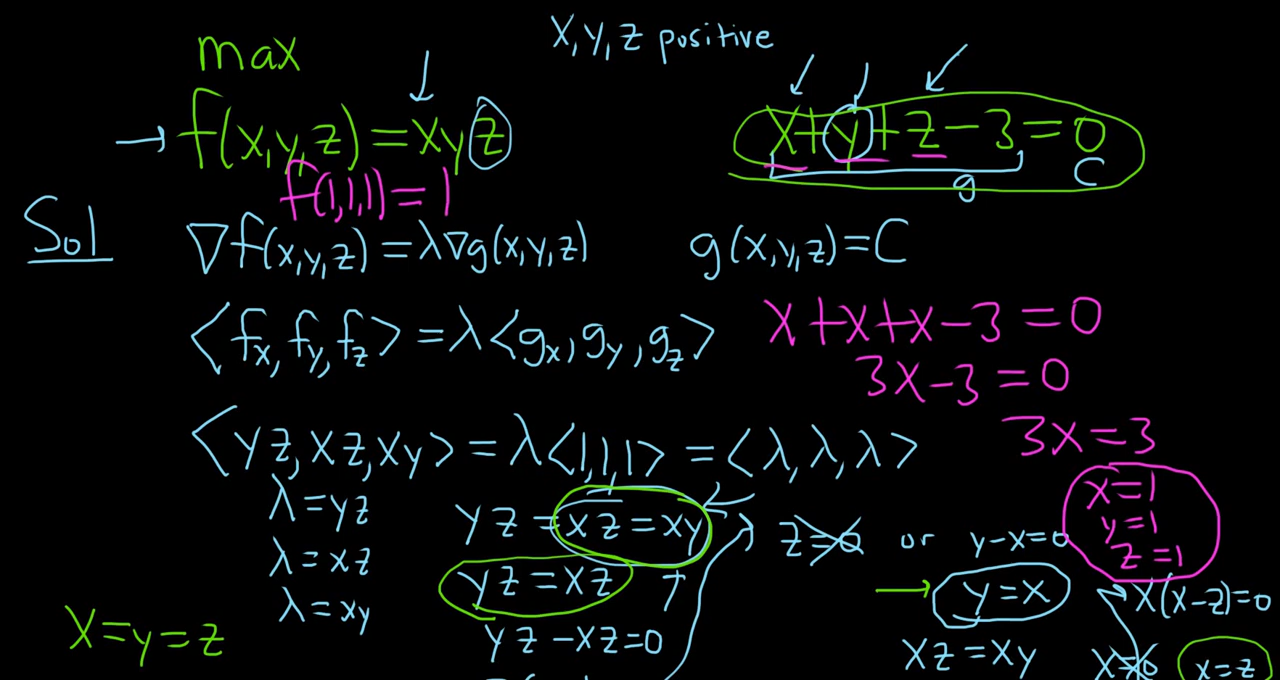 max
x, y, z positive
f(x,y,z) = xyz
x + y + z - 3 = 0
g
C
f(1,1,1) = 1
Sol
∇f(x,y,z) = λ∇g(x,y,z)
g(x,y,z) = C
<fx, fy, fz> = λ<gx, gy, gz>
x + x + x - 3 = 0
3x - 3 = 0
<yz, xz, xy> = λ<1,1,1> = <λ, λ, λ>
3x = 3
x = 1
y = 1
z = 1
λ = yz
λ = xz
λ = xy
yz = xz = xy
yz = xz
yz - xz = 0
z = 0 or y - x = 0
y = x
xz = xy
x(x-z) = 0
x = 0
x = z
x = y = z